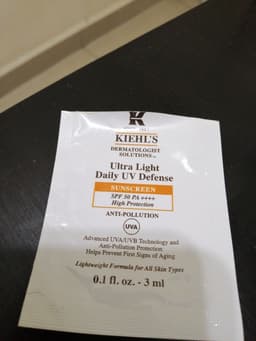 K
KIEHL'S
DERMATOLOGIST
SOLUTIONS
Ultra Light
Daily UV Defense
SUNSCREEN
SPF 50 PA ++++
High Protection
ANTI-POLLUTION
UVA
Advanced UVA/UVB Technology and
Anti-Pollution Protection
Helps Prevent First Signs of Aging
Lightweight Formula for All Skin Types
0.1 fl. oz. - 3 ml